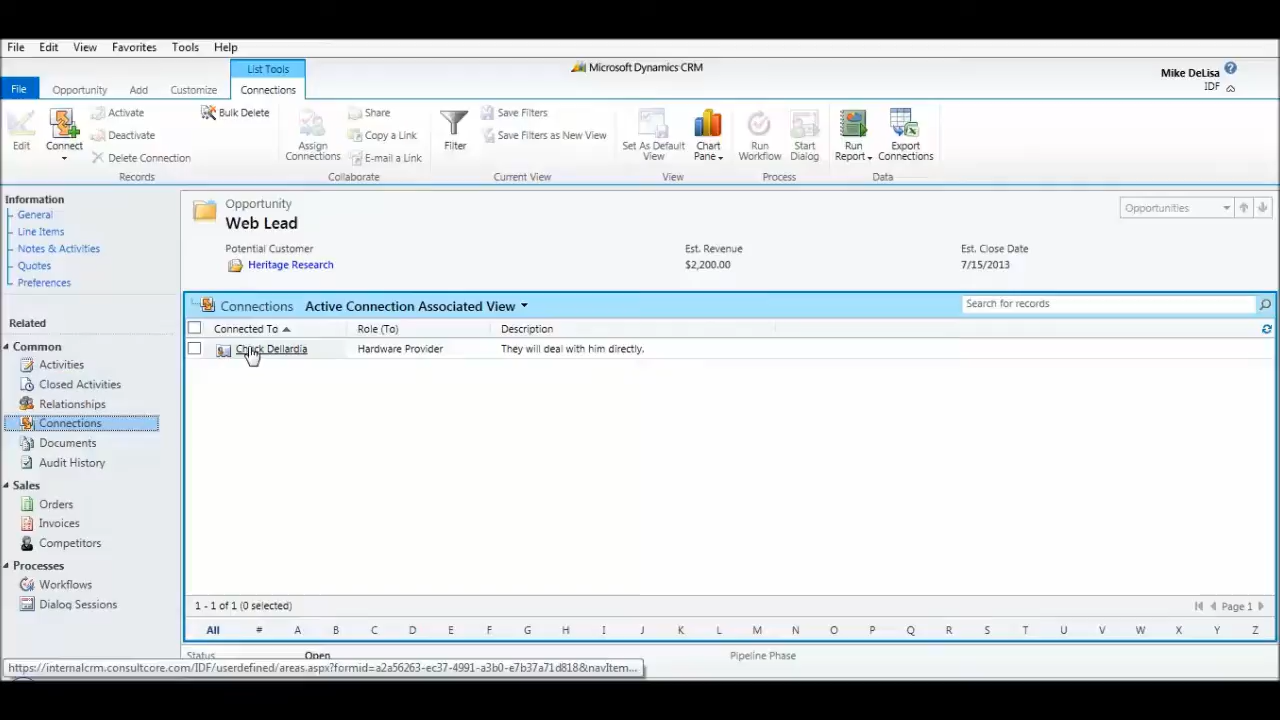 File Edit View Favorites Tools Help
Microsoft Dynamics CRM
Mike DeLisa
IDF
List Tools
File Opportunity Add Customize Connections
Edit
Connect
Activate
Deactivate
Delete Connection
Bulk Delete
Records
Assign Connections
Share
Copy a Link
E-mail a Link
Collaborate
Filter
Save Filters
Save Filters as New View
Current View
Set As Default View
Chart Pane
View
Run Workflow
Start Dialog
Process
Run Report
Export Connections
Data
Information
General
Line Items
Notes & Activities
Quotes
Preferences
Related
Common
Activities
Closed Activities
Relationships
Connections
Documents
Audit History
Sales
Orders
Invoices
Competitors
Processes
Workflows
Dialog Sessions
Opportunity
Web Lead
Opportunities
Potential Customer Est. Revenue Est. Close Date
Heritage Research $2,200.00 7/15/2013
Connections Active Connection Associated View
Search for records
Connected To Role (To) Description
Chuck Dellardia Hardware Provider They will deal with him directly.
1 - 1 of 1 (0 selected)
Page 1
All # A B C D E F G H I J K L M N O P Q R S T U V W X Y Z
Status Open Pipeline Phase
https://internalcrm.consultcore.com/IDF/userdefined/areas.aspx?formid=a2a56263-ec37-4991-a3b0-e7b37a71d818&navItem...